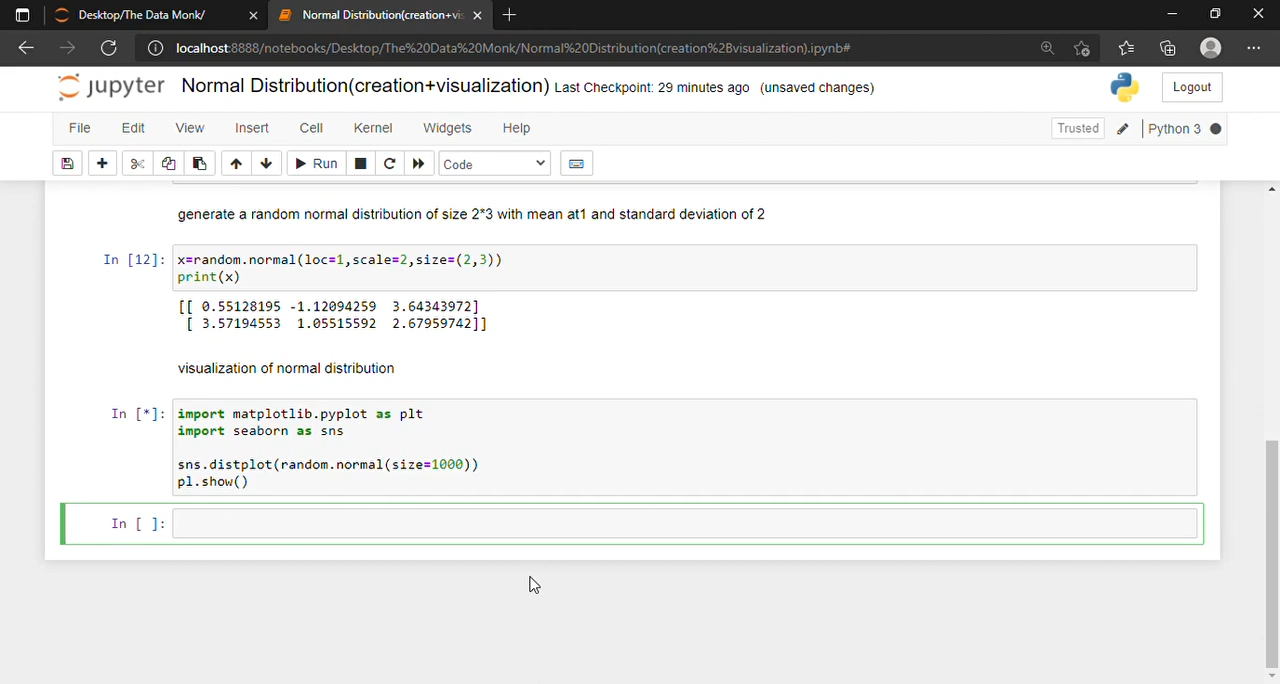 Desktop/The Data Monk/
Normal Distribution(creation+vis
localhost:8888/notebooks/Desktop/The%20Data%20Monk/Normal%20Distribution(creation%2Bvisualization).ipynb#
jupyter Normal Distribution(creation+visualization) Last Checkpoint: 29 minutes ago (unsaved changes)
Logout
File Edit View Insert Cell Kernel Widgets Help
Trusted Python 3
Run Code
generate a random normal distribution of size 2*3 with mean at1 and standard deviation of 2
In [12]: x=random.normal(loc=1,scale=2,size=(2,3))
print(x)
[[ 0.55128195 -1.12094259 3.64343972]
[ 3.57194553 1.05515592 2.67959742]]
visualization of normal distribution
In [*]: import matplotlib.pyplot as plt
import seaborn as sns
sns.distplot(random.normal(size=1000))
pl.show()
In [ ]: